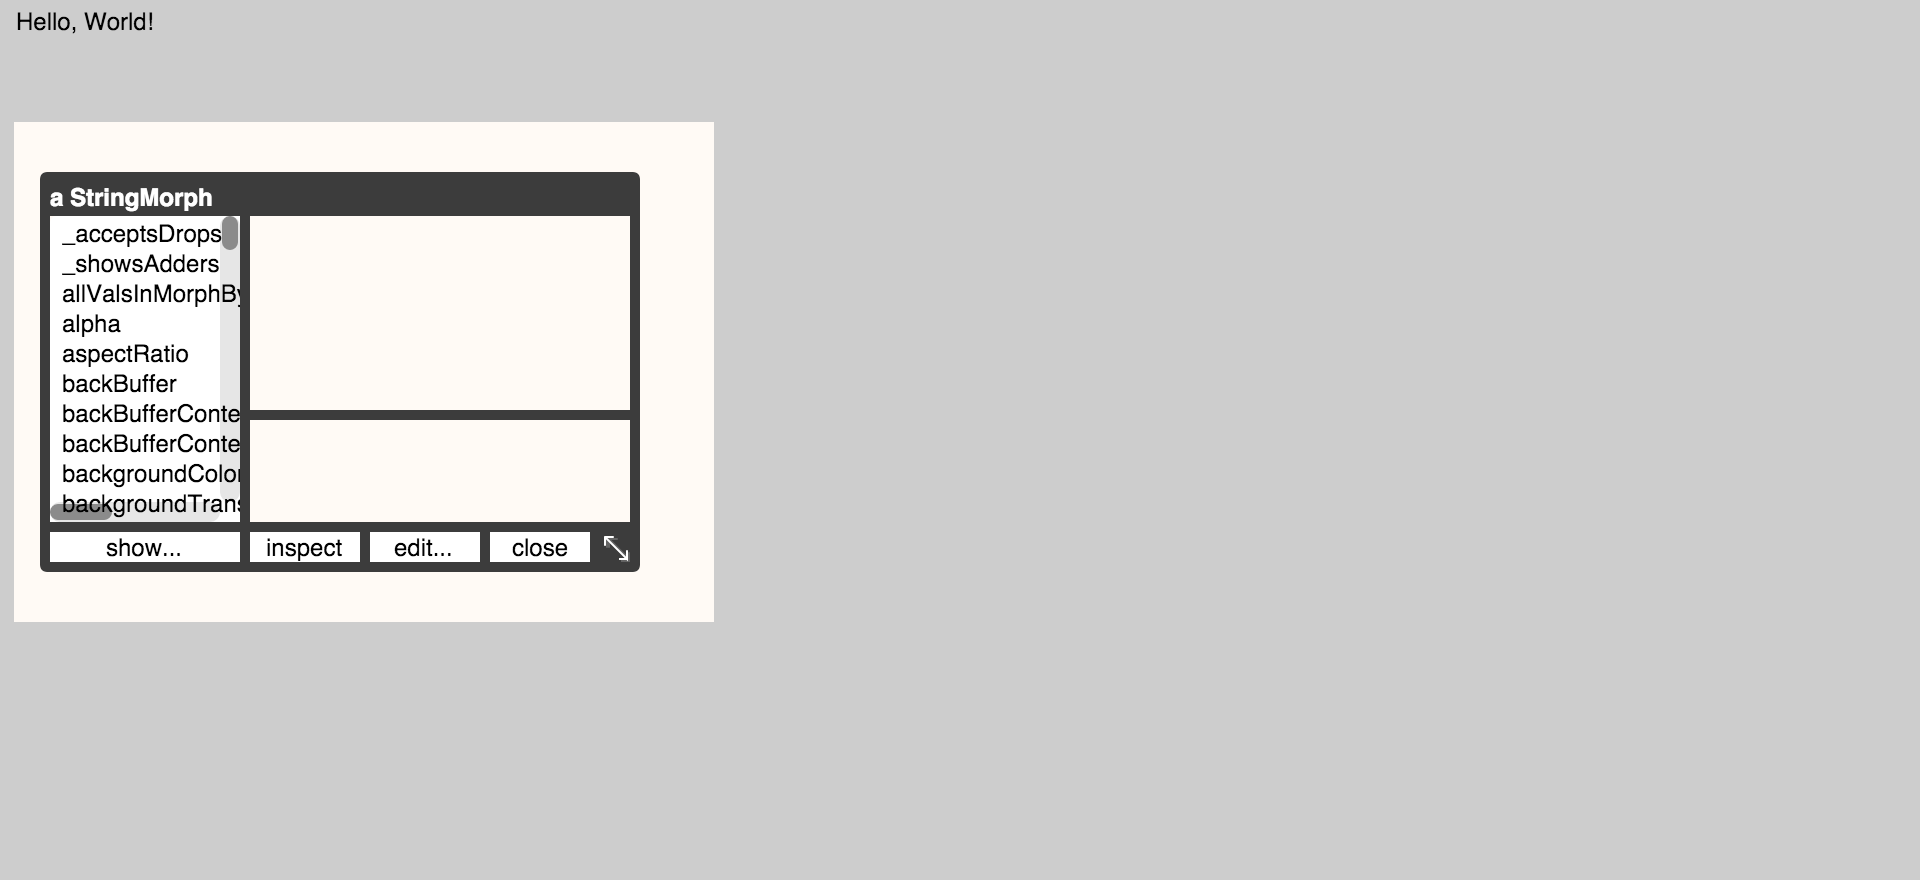 Hello, World!
a StringMorph
_acceptsDrops
_showsAdders
allValsInMorphBy
alpha
aspectRatio
backBuffer
backBufferConte
backBufferConte
backgroundColor
backgroundTrans
show...
inspect
edit...
close